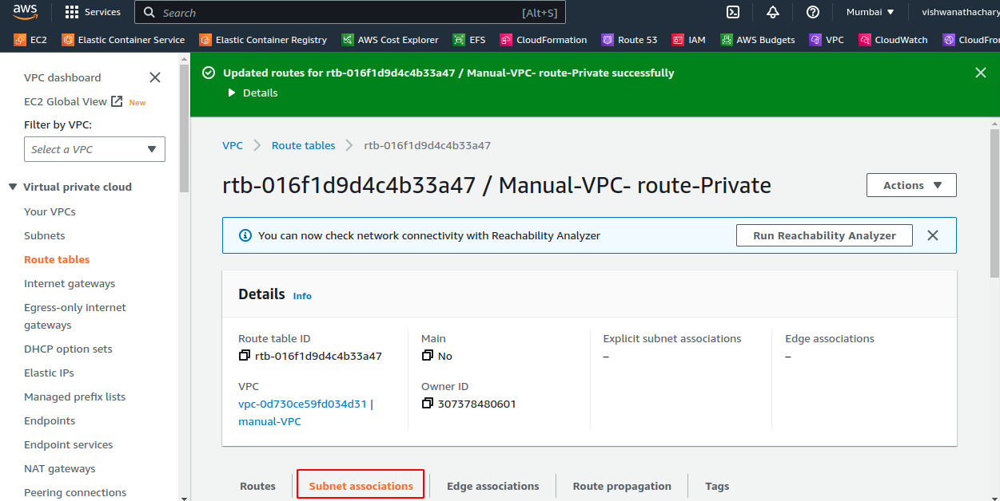 aws
Services
Search
[Alt+S]
Mumbai
vishwanathachary
EC2
Elastic Container Service
Elastic Container Registry
AWS Cost Explorer
EFS
CloudFormation
Route 53
IAM
AWS Budgets
VPC
CloudWatch
CloudFron
VPC dashboard
EC2 Global View New
Filter by VPC:
Select a VPC
Virtual private cloud
Your VPCs
Subnets
Route tables
Internet gateways
Egress-only internet
gateways
DHCP option sets
Elastic IPs
Managed prefix lists
Endpoints
Endpoint services
NAT gateways
Peering connections
Updated routes for rtb-016f1d9d4c4b33a47 / Manual-VPC- route-Private successfully
Details
VPC
Route tables
rtb-016f1d9d4c4b33a47
rtb-016f1d9d4c4b33a47 / Manual-VPC- route-Private
Actions
You can now check network connectivity with Reachability Analyzer
Run Reachability Analyzer
Details Info
Route table ID
rtb-016f1d9d4c4b33a47
Main
No
Explicit subnet associations
–
Edge associations
–
VPC
vpc-0d730ce59fd034d31 |
manual-VPC
Owner ID
307378480601
Routes
Subnet associations
Edge associations
Route propagation
Tags